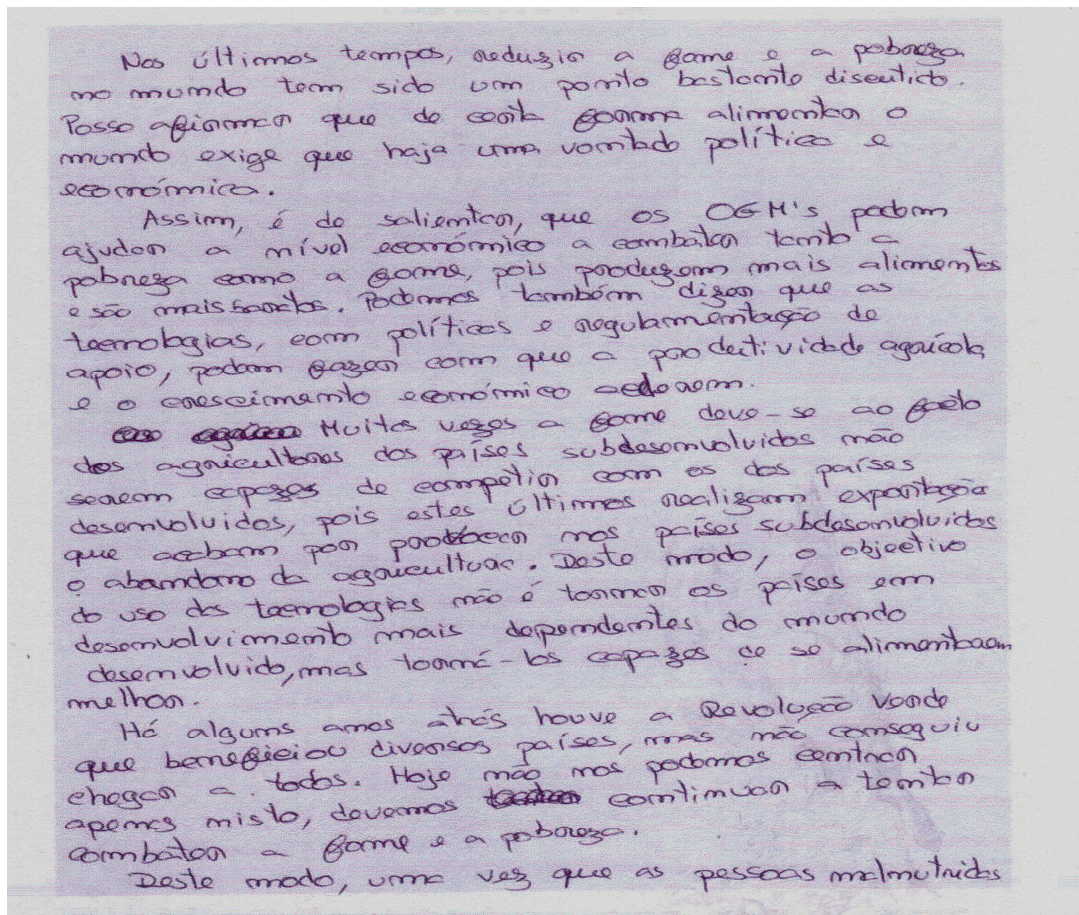 Nos últimos tempos, reduzir a fome e a pobreza
no mundo tem sido um ponto bastante discutido.
Posso afirmar que de certa forma alimentar o
mundo exige que haja uma vontade política e
económica.
Assim, é de salientar, que os OGM's podem
ajudar a nível económico a combater tanto a
pobreza como a fome, pois produzem mais alimentos
e são mais baratos. Podemos também dizer que as
tecnologias, com políticas e regulamentação de
apoio, podem fazer com que a produtividade agrícola
e o crescimento económico acelerem.
Muitas vezes a fome deve-se ao facto
dos agricultores dos países subdesenvolvidos não
serem capazes de competir com os dos países
desenvolvidos, pois estes últimos realizam exportação
que acabam por provocar nos países subdesenvolvidos
o abandono da agricultura. Deste modo, o objectivo
do uso das tecnologias não é tornar os países em
desenvolvimento mais dependentes do mundo
desenvolvido, mas torná-los capazes de se alimentarem
melhor.
Há alguns anos atrás houve a Revolução Verde
que beneficiou diversos países, mas não conseguiu
chegar a todos. Hoje não nos podemos centrar
apenas nisto, devemos continuar a tentar
combater a fome e a pobreza.
Deste modo, uma vez que as pessoas malnutridas